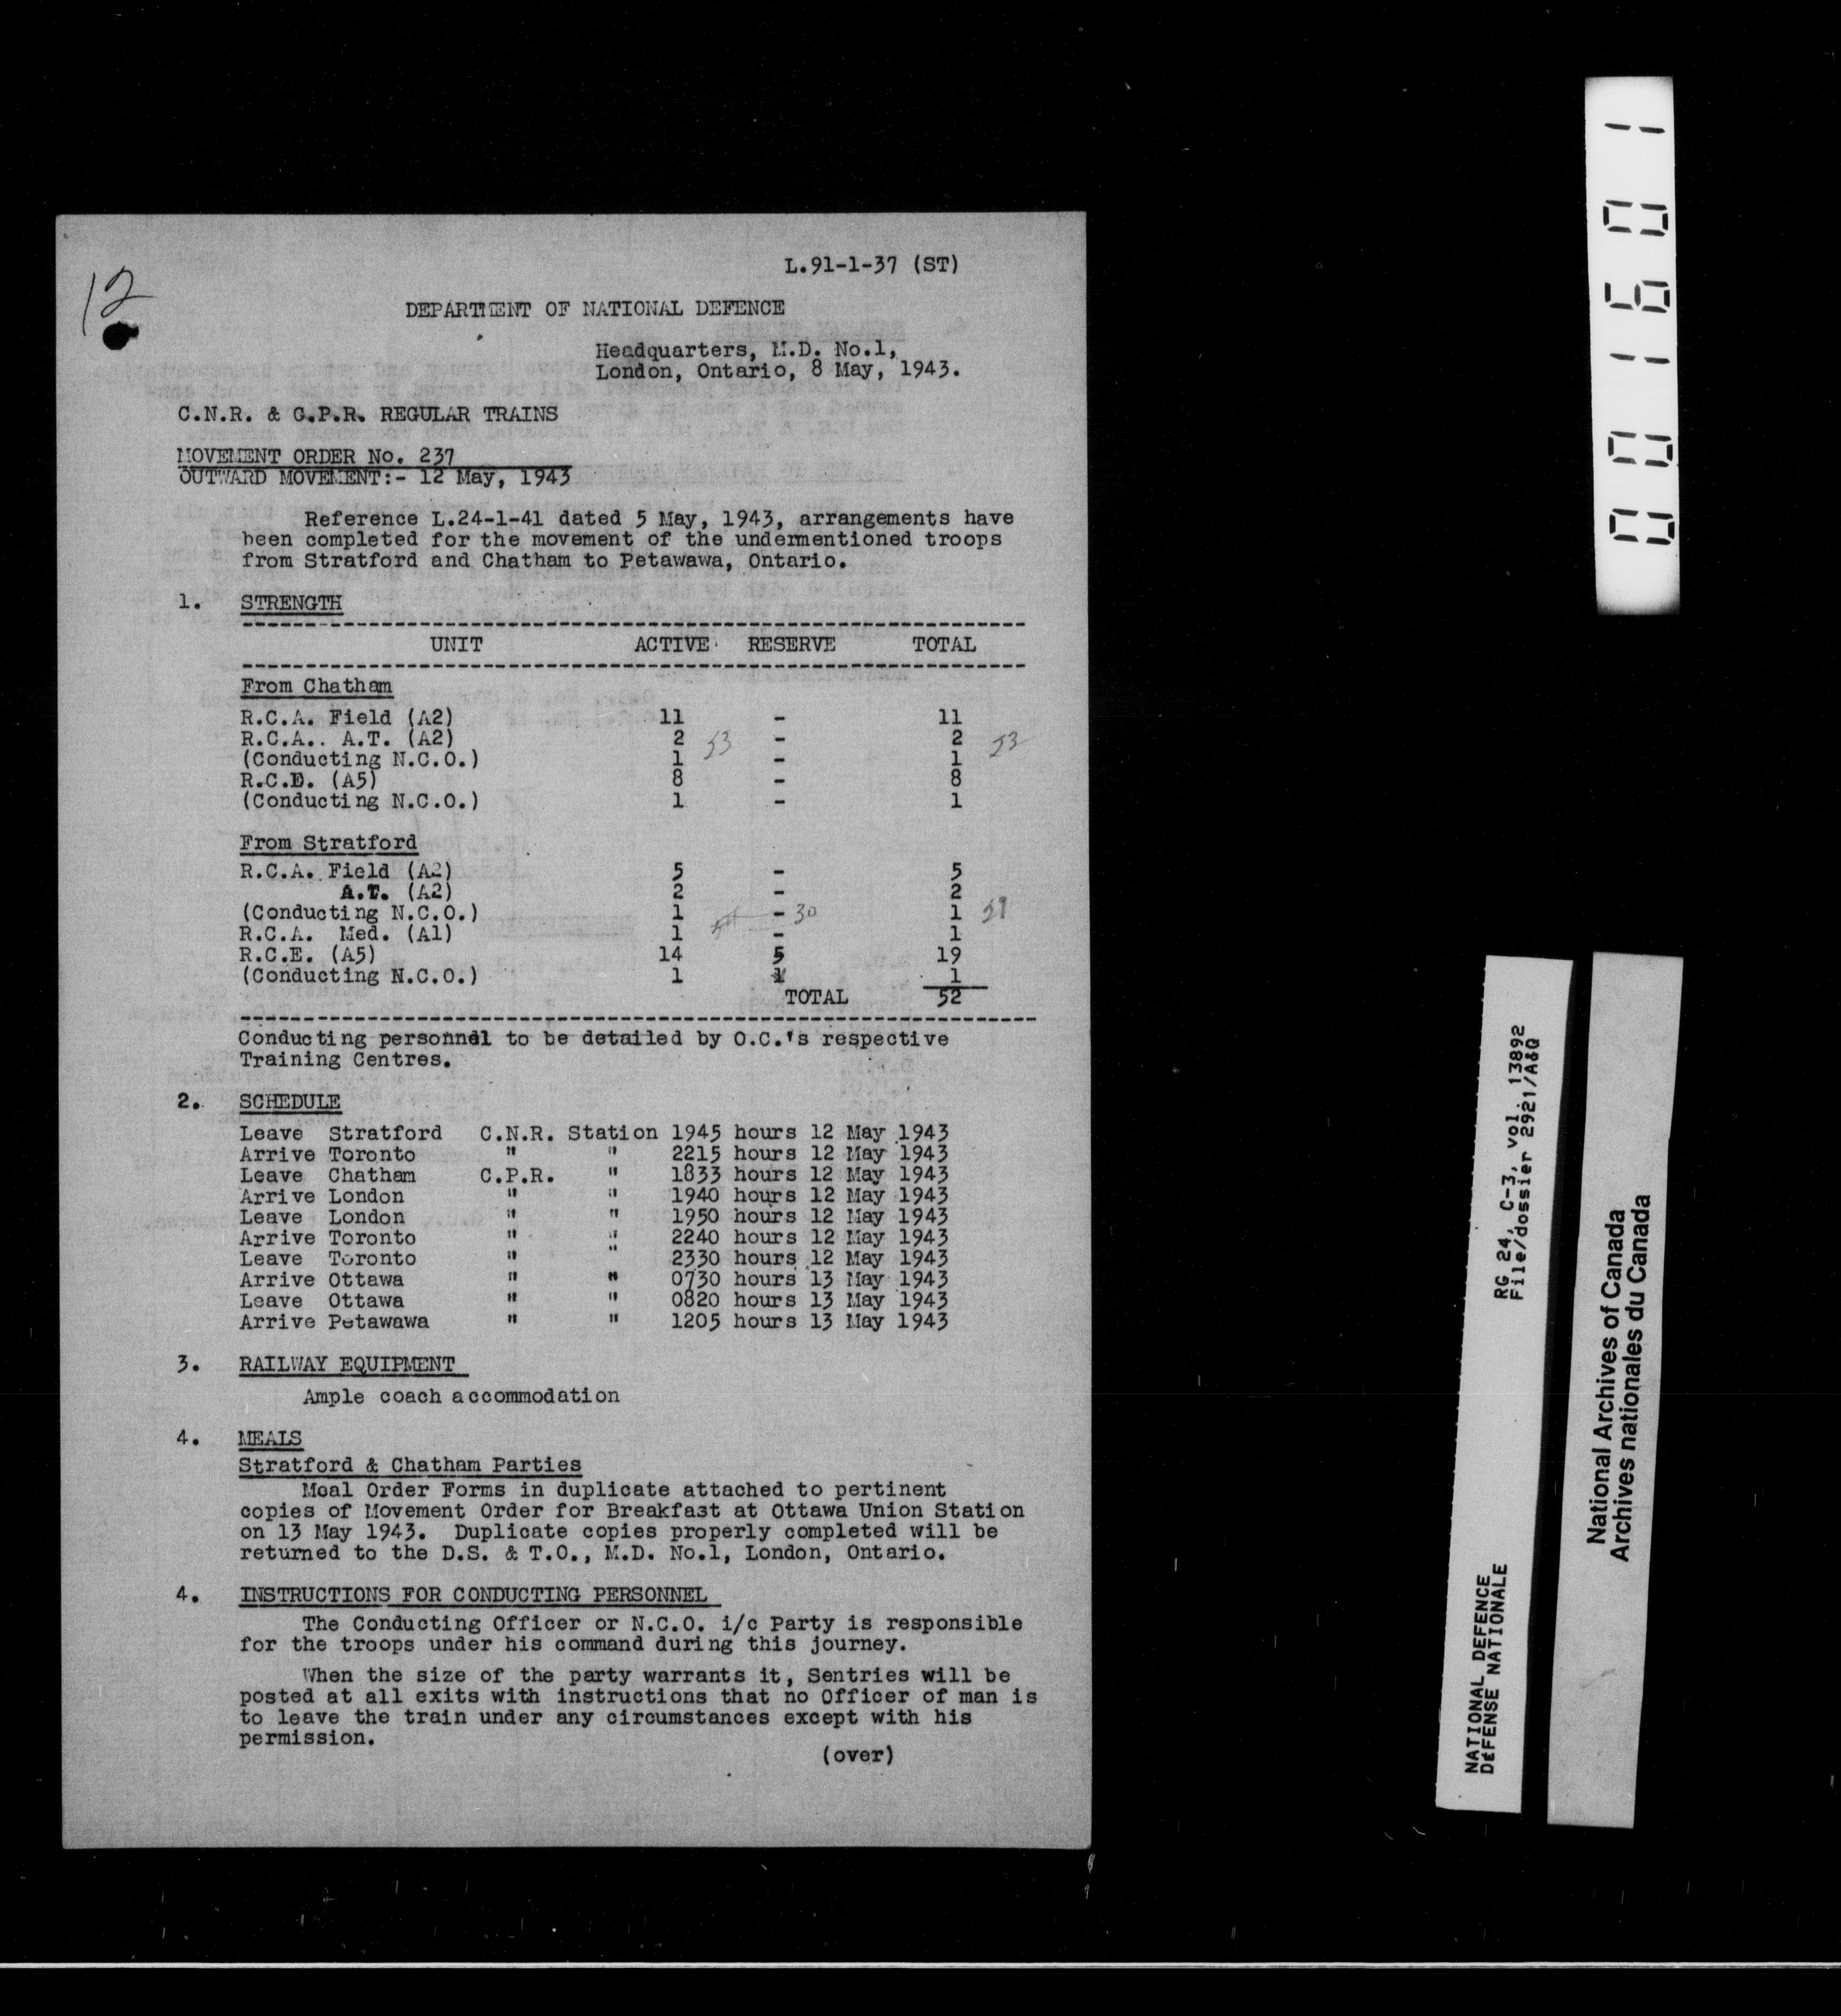 12
L.91-1-37 (ST)
DEPARTMENT OF NATIONAL DEFENCE
Headquarters, M.D. No.1,
London, Ontario, 8 May, 1943.
C.N.R. & C.P.R. REGULAR TRAINS
MOVEMENT ORDER No. 237
OUTWARD MOVEMENT:- 12 May, 1943
Reference L.24-1-41 dated 5 May, 1943, arrangements have
been completed for the movement of the undermentioned troops
from Stratford and Chatham to Petawawa, Ontario.
1. STRENGTH
UNIT ACTIVE RESERVE TOTAL
From Chatham
R.C.A. Field (A2) 11 - 11
R.C.A.. A.T. (A2) 2 - 2
(Conducting N.C.O.) 1 - 1
R.C.E. (A5) 8 - 8
(Conducting N.C.O.) 1 - 1
From Stratford
R.C.A. Field (A2) 5 - 5
A.T. (A2) 2 - 2
(Conducting N.C.O.) 1 - 30 1
R.C.A. Med. (A1) 1 - 1
R.C.E. (A5) 14 5 19
(Conducting N.C.O.) 1 1 1
TOTAL 52
Conducting personnel to be detailed by O.C.'s respective
Training Centres.
2. SCHEDULE
Leave Stratford C.N.R. Station 1945 hours 12 May 1943
Arrive Toronto " " 2215 hours 12 May 1943
Leave Chatham C.P.R. " 1833 hours 12 May 1943
Arrive London " " 1940 hours 12 May 1943
Leave London " " 1950 hours 12 May 1943
Arrive Toronto " " 2240 hours 12 May 1943
Leave Toronto " " 2330 hours 12 May 1943
Arrive Ottawa " " 0730 hours 13 May 1943
Leave Ottawa " " 0820 hours 13 May 1943
Arrive Petawawa " " 1205 hours 13 May 1943
3. RAILWAY EQUIPMENT
Ample coach accommodation
4. MEALS
Stratford & Chatham Parties
Meal Order Forms in duplicate attached to pertinent
copies of Movement Order for Breakfast at Ottawa Union Station
on 13 May 1943. Duplicate copies properly completed will be
returned to the D.S. & T.O., M.D. No.1, London, Ontario.
4. INSTRUCTIONS FOR CONDUCTING PERSONNEL
The Conducting Officer or N.C.O. i/c Party is responsible
for the troops under his command during this journey.
When the size of the party warrants it, Sentries will be
posted at all exits with instructions that no Officer of man is
to leave the train under any circumstances except with his
permission.
(over)
001601
RG 24, C-3, vol. 13892
File/dossier 2921/A&Q
NATIONAL DEFENCE
DÉFENSE NATIONALE
National Archives of Canada
Archives nationales du Canada